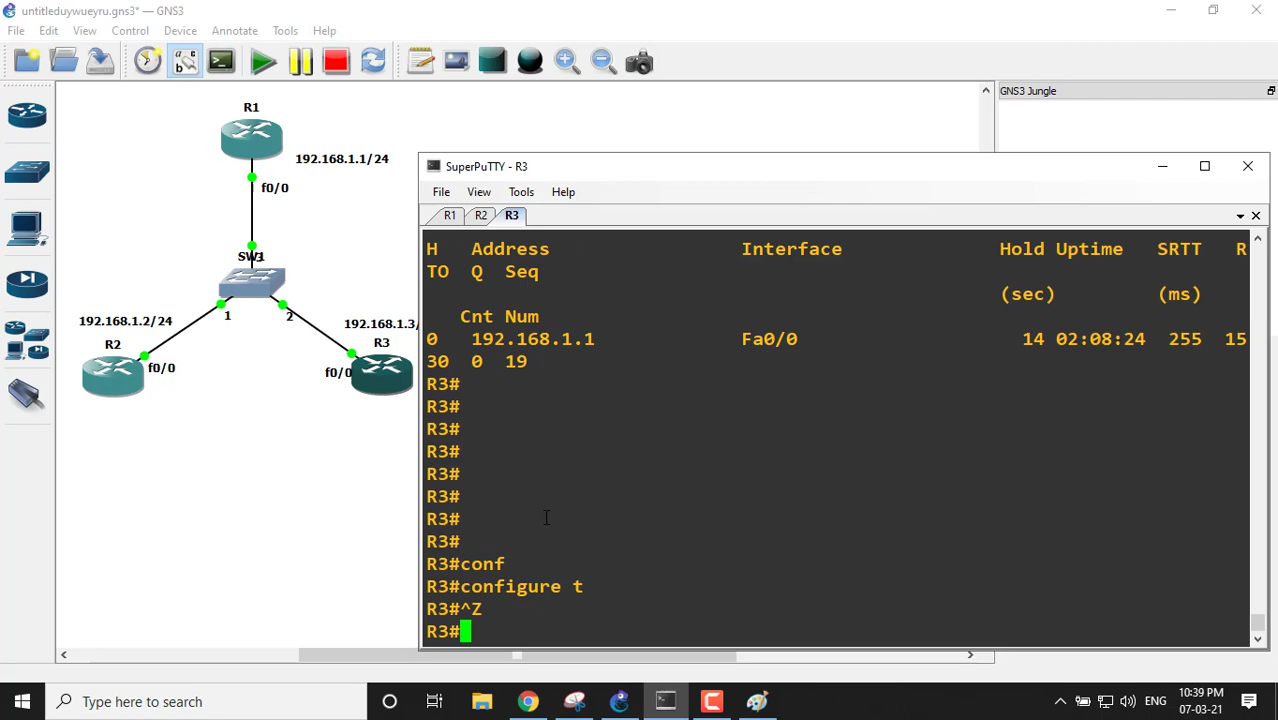 untitleduywueyru.gns3* — GNS3
File Edit View Control Device Annotate Tools Help
GNS3 Jungle
R1
192.168.1.1/24
f0/0
SW1
3
192.168.1.2/24
1
2
192.168.1.3/
R2
R3
f0/0
f0/0
SuperPuTTY - R3
File View Tools Help
R1 R2 R3
H Address Interface Hold Uptime SRTT R
TO Q Seq
(sec) (ms)
Cnt Num
0 192.168.1.1 Fa0/0 14 02:08:24 255 15
30 0 19
R3#
R3#
R3#
R3#
R3#
R3#
R3#
R3#
R3#conf
R3#configure t
R3#^Z
R3#
Type here to search
ENG
10:39 PM
07-03-21